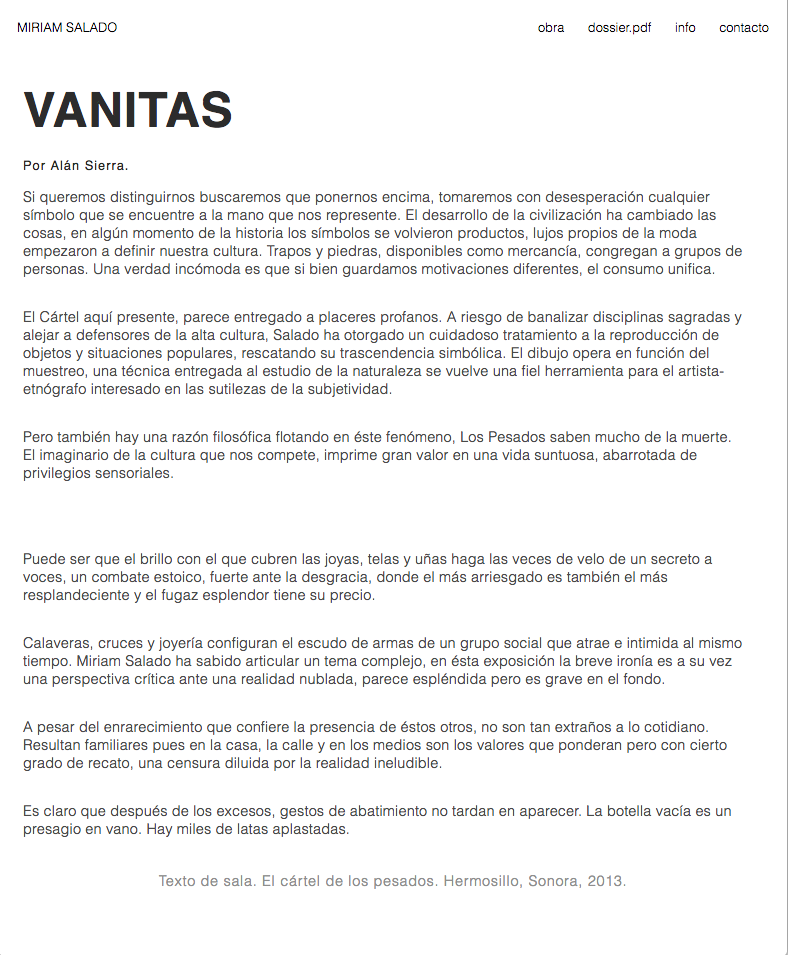 MIRIAM SALADO
obra dossier.pdf info contacto
VANITAS
Por Alán Sierra.
Si queremos distinguirnos buscaremos que ponernos encima, tomaremos con desesperación cualquier
símbolo que se encuentre a la mano que nos represente. El desarrollo de la civilización ha cambiado las
cosas, en algún momento de la historia los símbolos se volvieron productos, lujos propios de la moda
empezaron a definir nuestra cultura. Trapos y piedras, disponibles como mercancía, congregan a grupos de
personas. Una verdad incómoda es que si bien guardamos motivaciones diferentes, el consumo unifica.
El Cártel aquí presente, parece entregado a placeres profanos. A riesgo de banalizar disciplinas sagradas y
alejar a defensores de la alta cultura, Salado ha otorgado un cuidadoso tratamiento a la reproducción de
objetos y situaciones populares, rescatando su trascendencia simbólica. El dibujo opera en función del
muestreo, una técnica entregada al estudio de la naturaleza se vuelve una fiel herramienta para el artista-
etnógrafo interesado en las sutilezas de la subjetividad.
Pero también hay una razón filosófica flotando en éste fenómeno, Los Pesados saben mucho de la muerte.
El imaginario de la cultura que nos compete, imprime gran valor en una vida suntuosa, abarrotada de
privilegios sensoriales.
Puede ser que el brillo con el que cubren las joyas, telas y uñas haga las veces de velo de un secreto a
voces, un combate estoico, fuerte ante la desgracia, donde el más arriesgado es también el más
resplandeciente y el fugaz esplendor tiene su precio.
Calaveras, cruces y joyería configuran el escudo de armas de un grupo social que atrae e intimida al mismo
tiempo. Miriam Salado ha sabido articular un tema complejo, en ésta exposición la breve ironía es a su vez
una perspectiva crítica ante una realidad nublada, parece espléndida pero es grave en el fondo.
A pesar del enrarecimiento que confiere la presencia de éstos otros, no son tan extraños a lo cotidiano.
Resultan familiares pues en la casa, la calle y en los medios son los valores que ponderan pero con cierto
grado de recato, una censura diluida por la realidad ineludible.
Es claro que después de los excesos, gestos de abatimiento no tardan en aparecer. La botella vacía es un
presagio en vano. Hay miles de latas aplastadas.
Texto de sala. El cártel de los pesados. Hermosillo, Sonora, 2013.